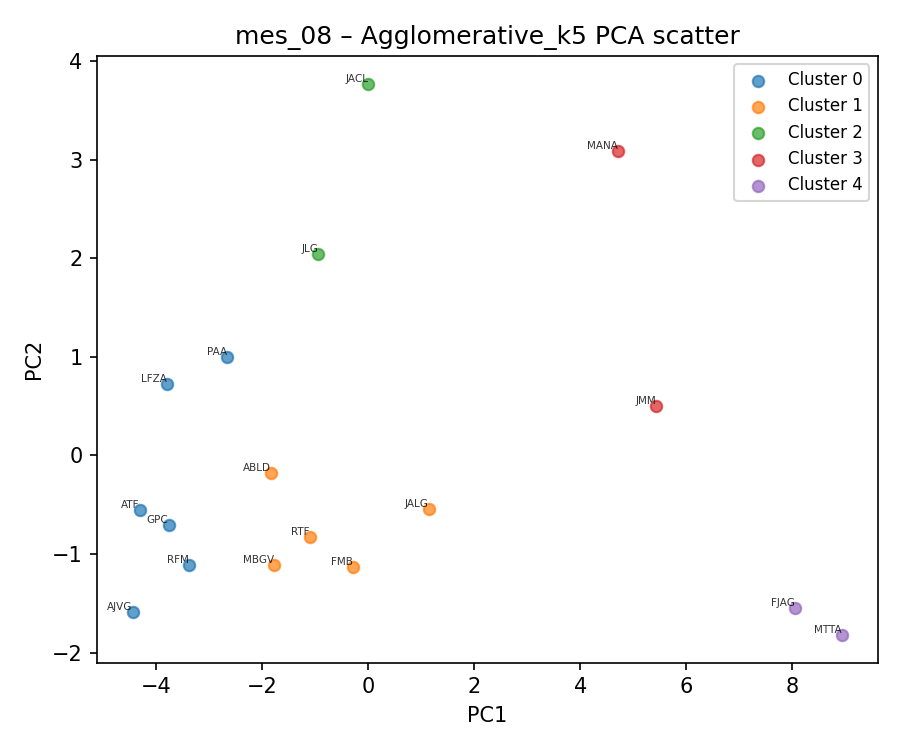 mes_08 – Agglomerative_k5 PCA scatter
Cluster 0
Cluster 1
Cluster 2
Cluster 3
Cluster 4
4
3
2
1
0
−1
−2
PC2
JACL
MANA
JLG
PAA
LFZA
JMM
ABLD
ATF
GPC
JALG
RTF
RFM
MBGV
FMB
AJVG
FJAG
MTTA
−4
−2
0
2
4
6
8
PC1